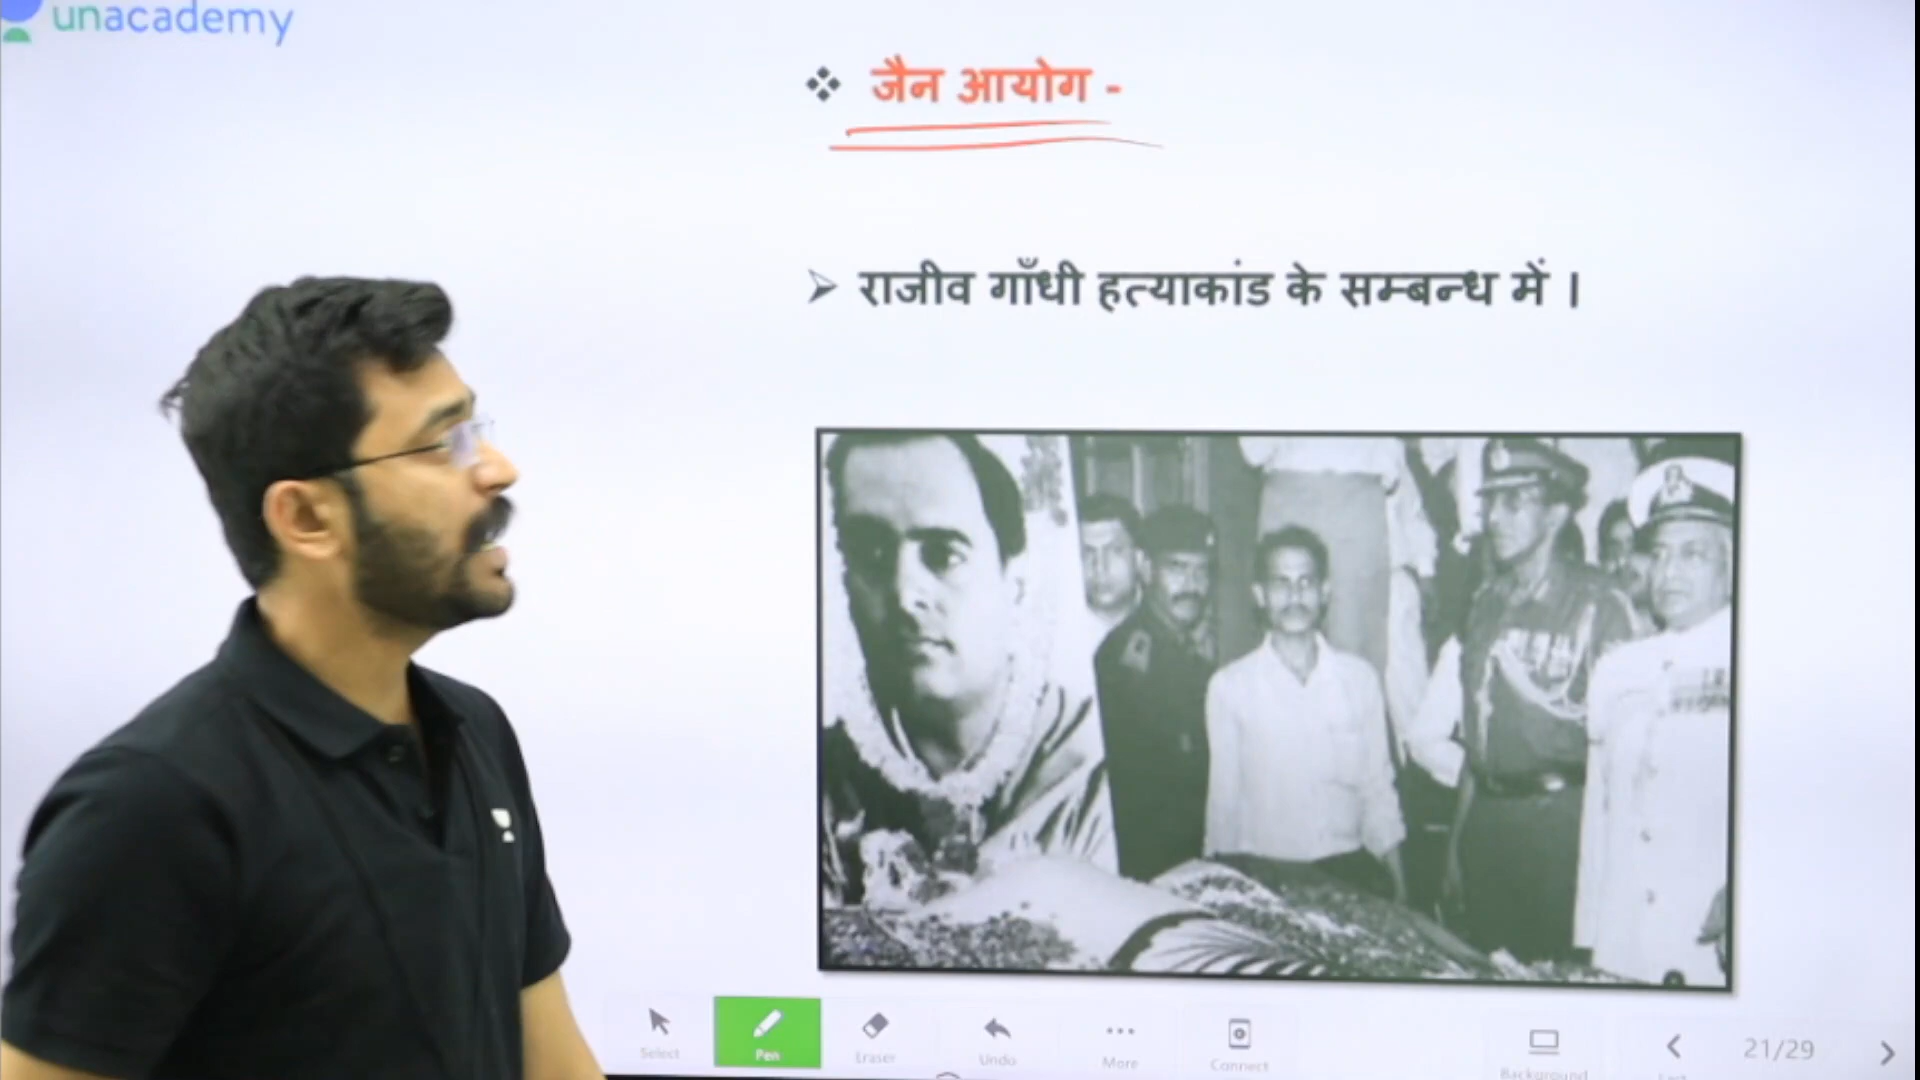 unacademy
जैन आयोग -
राजीव गाँधी हत्याकांड के सम्बन्ध में ।
Select
Pen
Eraser
Undo
More
Connect
Background
21/29